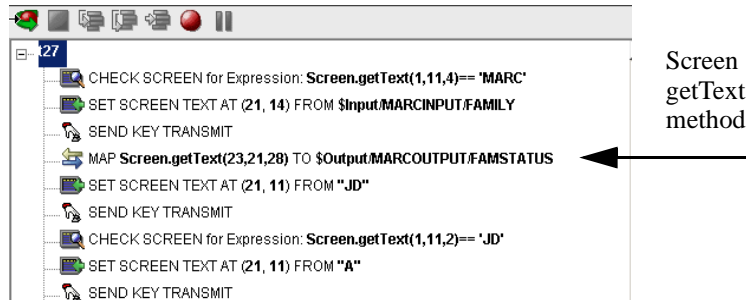 t27
CHECK SCREEN for Expression: Screen.getText(1,11,4)== 'MARC'
SET SCREEN TEXT AT (21, 14) FROM $Input/MARCINPUT/FAMILY
SEND KEY TRANSMIT
MAP Screen.getText(23,21,28) TO $Output/MARCOUTPUT/FAMSTATUS
SET SCREEN TEXT AT (21, 11) FROM "JD"
SEND KEY TRANSMIT
CHECK SCREEN for Expression: Screen.getText(1,11,2)== 'JD'
SET SCREEN TEXT AT (21, 11) FROM "A"
SEND KEY TRANSMIT
Screen
getText
method